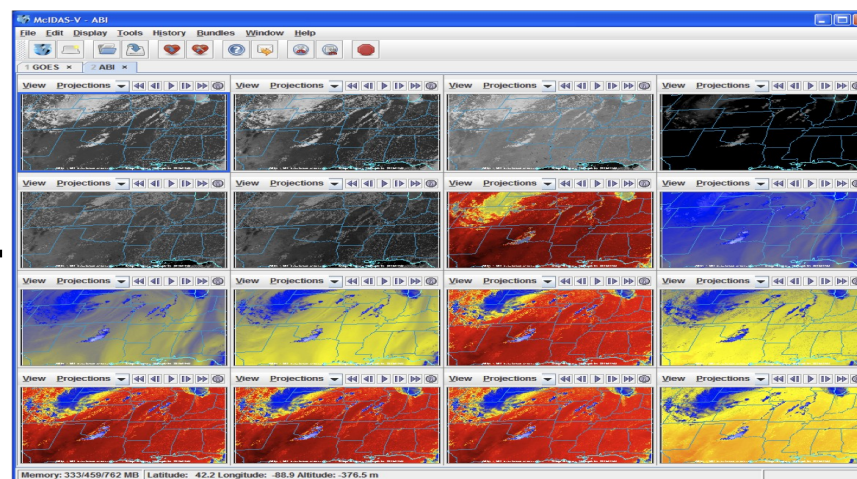 McIDAS-V - ABI
File Edit Display Tools History Bundles Window Help
1 GOES × 2 ABI ×
View Projections View Projections View Projections View Projections
View Projections View Projections View Projections View Projections
View Projections View Projections View Projections View Projections
View Projections View Projections View Projections View Projections
Memory: 333/459/762 MB Latitude: 42.2 Longitude: -88.9 Altitude: -376.5 m